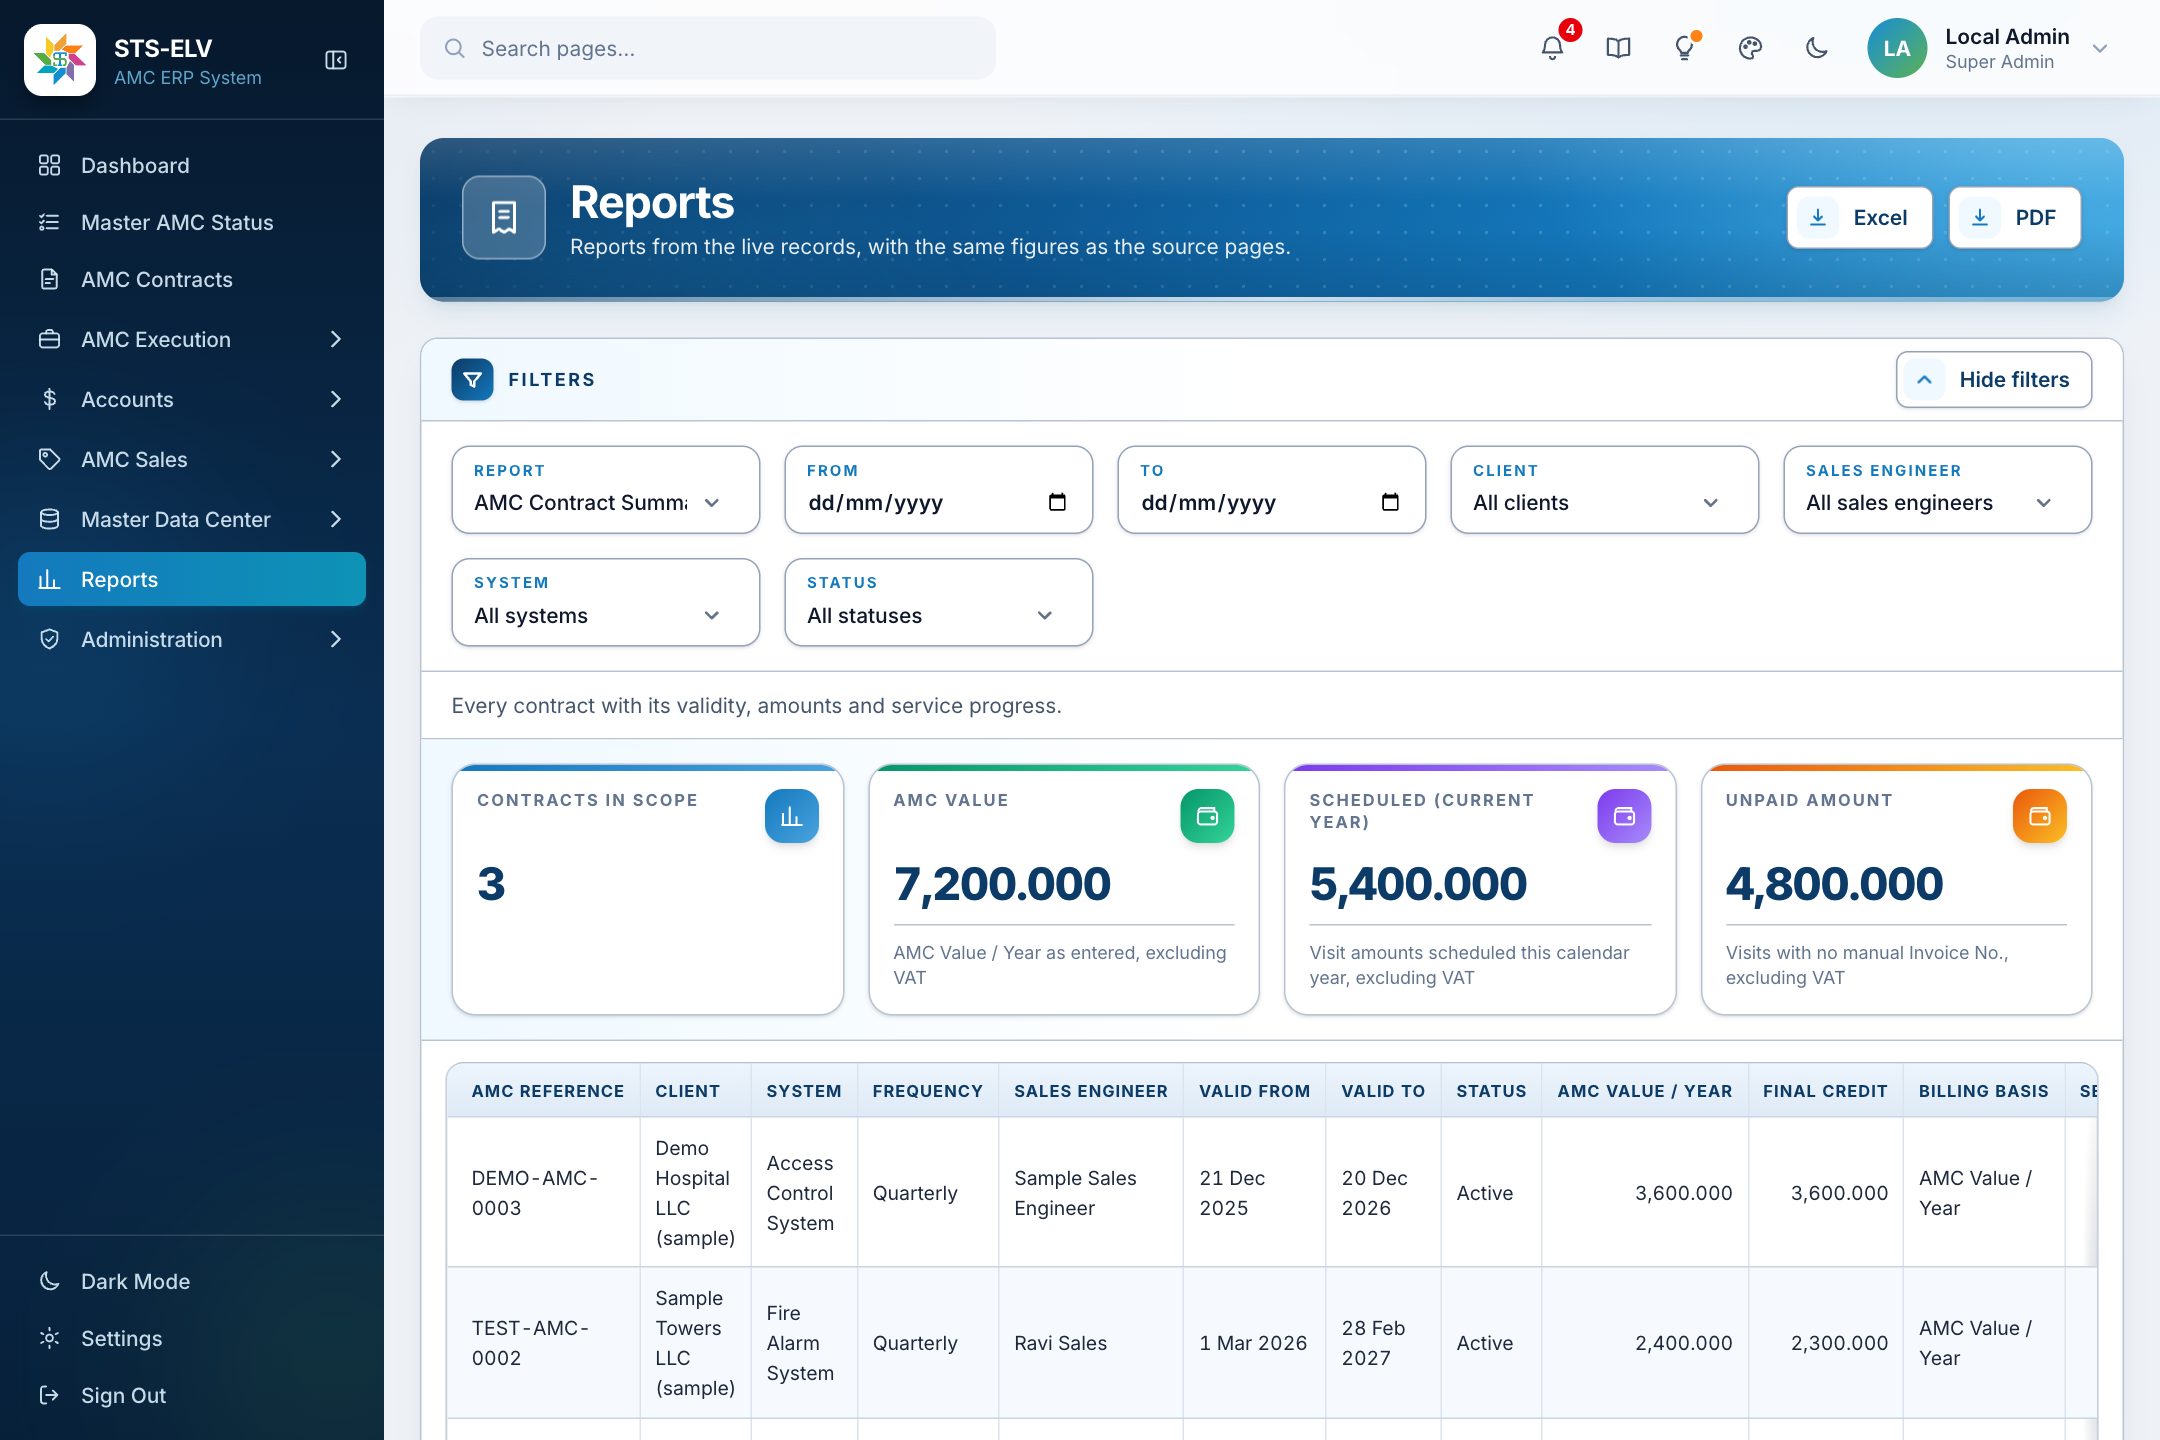 STS-ELV
AMC ERP System
Dashboard
Master AMC Status
AMC Contracts
AMC Execution
Accounts
AMC Sales
Master Data Center
Reports
Administration
Dark Mode
Settings
Sign Out
Search pages...
4
LA
Local Admin
Super Admin
Reports
Reports from the live records, with the same figures as the source pages.
Excel
PDF
FILTERS
Hide filters
REPORT
AMC Contract Summa
FROM
dd/mm/yyyy
TO
dd/mm/yyyy
CLIENT
All clients
SALES ENGINEER
All sales engineers
SYSTEM
All systems
STATUS
All statuses
Every contract with its validity, amounts and service progress.
CONTRACTS IN SCOPE
3
AMC VALUE
7,200.000
AMC Value / Year as entered, excluding
VAT
SCHEDULED (CURRENT
YEAR)
5,400.000
Visit amounts scheduled this calendar
year, excluding VAT
UNPAID AMOUNT
4,800.000
Visits with no manual Invoice No.,
excluding VAT
AMC REFERENCE CLIENT SYSTEM FREQUENCY SALES ENGINEER VALID FROM VALID TO STATUS AMC VALUE / YEAR FINAL CREDIT BILLING BASIS
DEMO-AMC-
0003
Demo
Hospital
LLC
(sample)
Access
Control
System
Quarterly
Sample Sales
Engineer
21 Dec
2025
20 Dec
2026
Active
3,600.000
3,600.000
AMC Value /
Year
TEST-AMC-
0002
Sample
Towers
LLC
(sample)
Fire
Alarm
System
Quarterly
Ravi Sales
1 Mar 2026
28 Feb
2027
Active
2,400.000
2,300.000
AMC Value /
Year